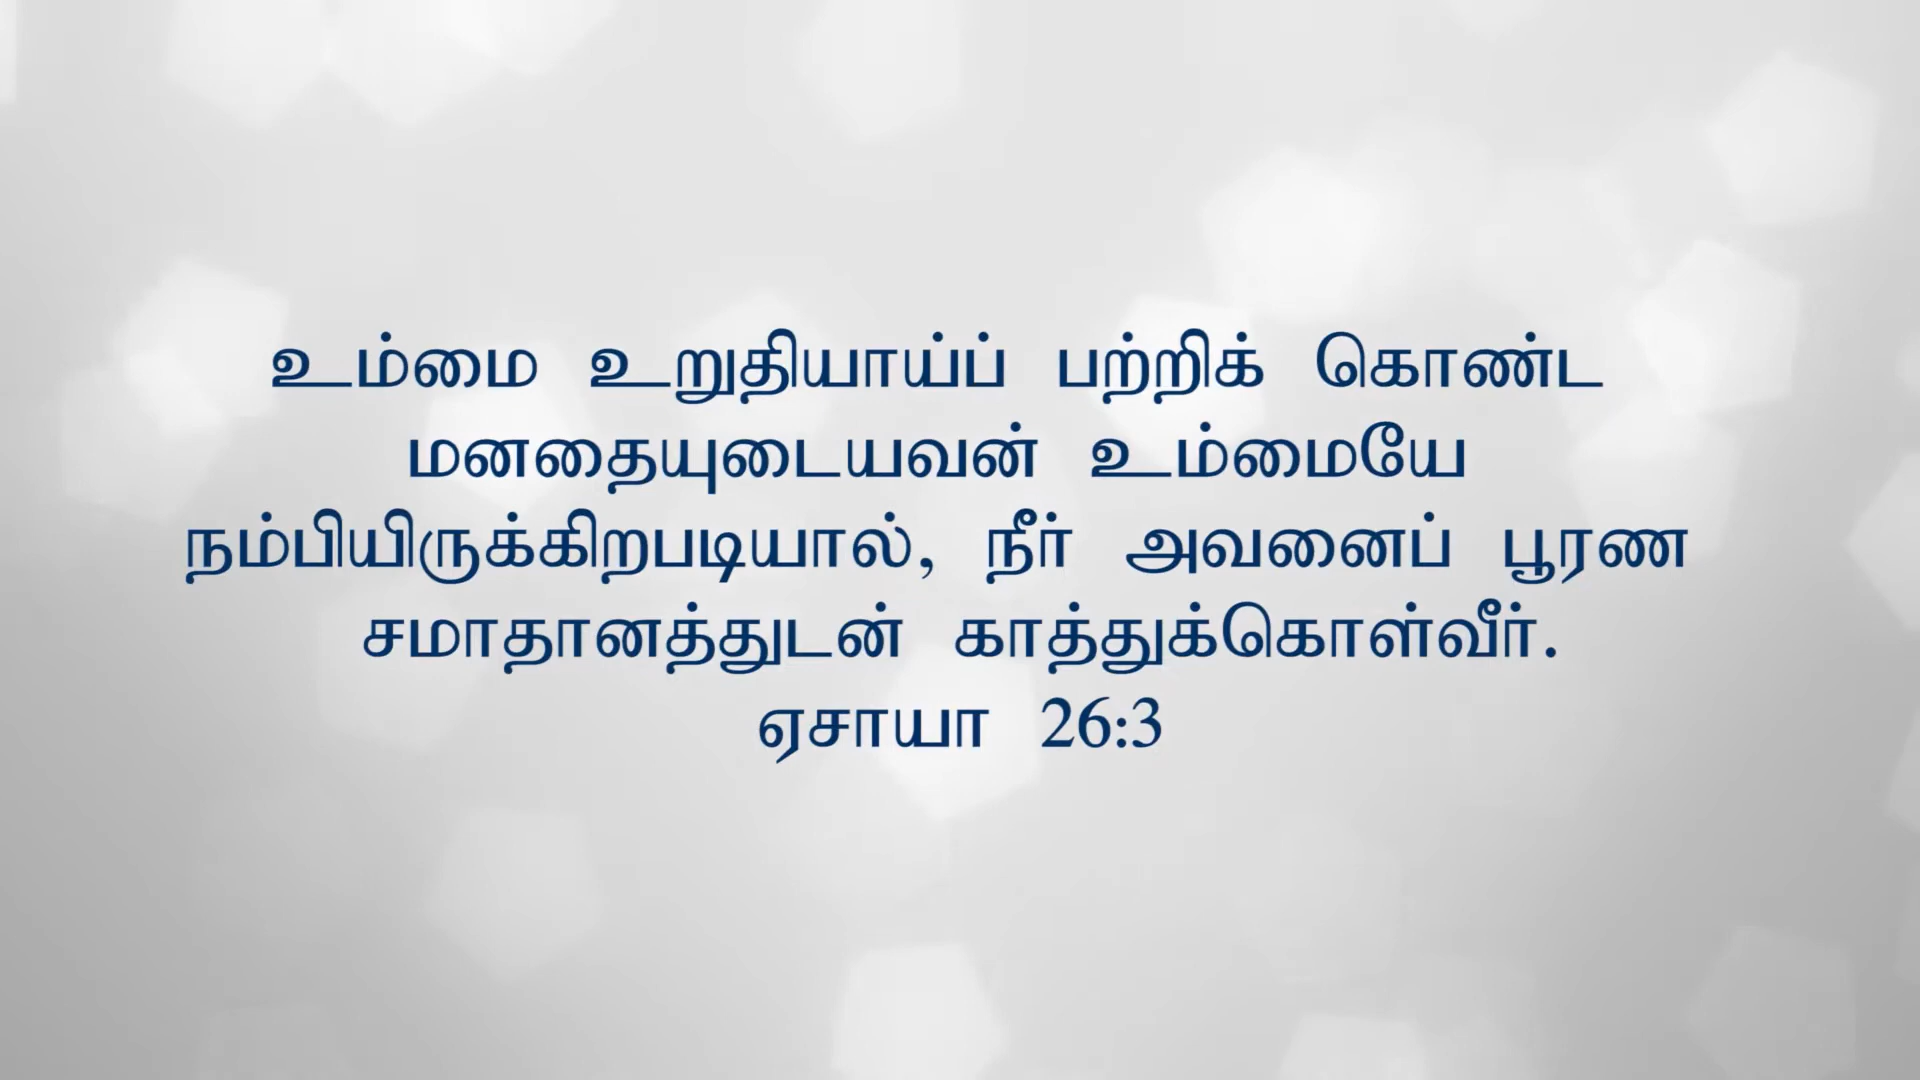 உம்மை உறுதியாய்ப் பற்றிக் கொண்ட
மனதையுடையவன் உம்மையே
நம்பியிருக்கிறபடியால், நீர் அவனைப் பூரண
சமாதானத்துடன் காத்துக்கொள்வீர்.
ஏசாயா 26:3